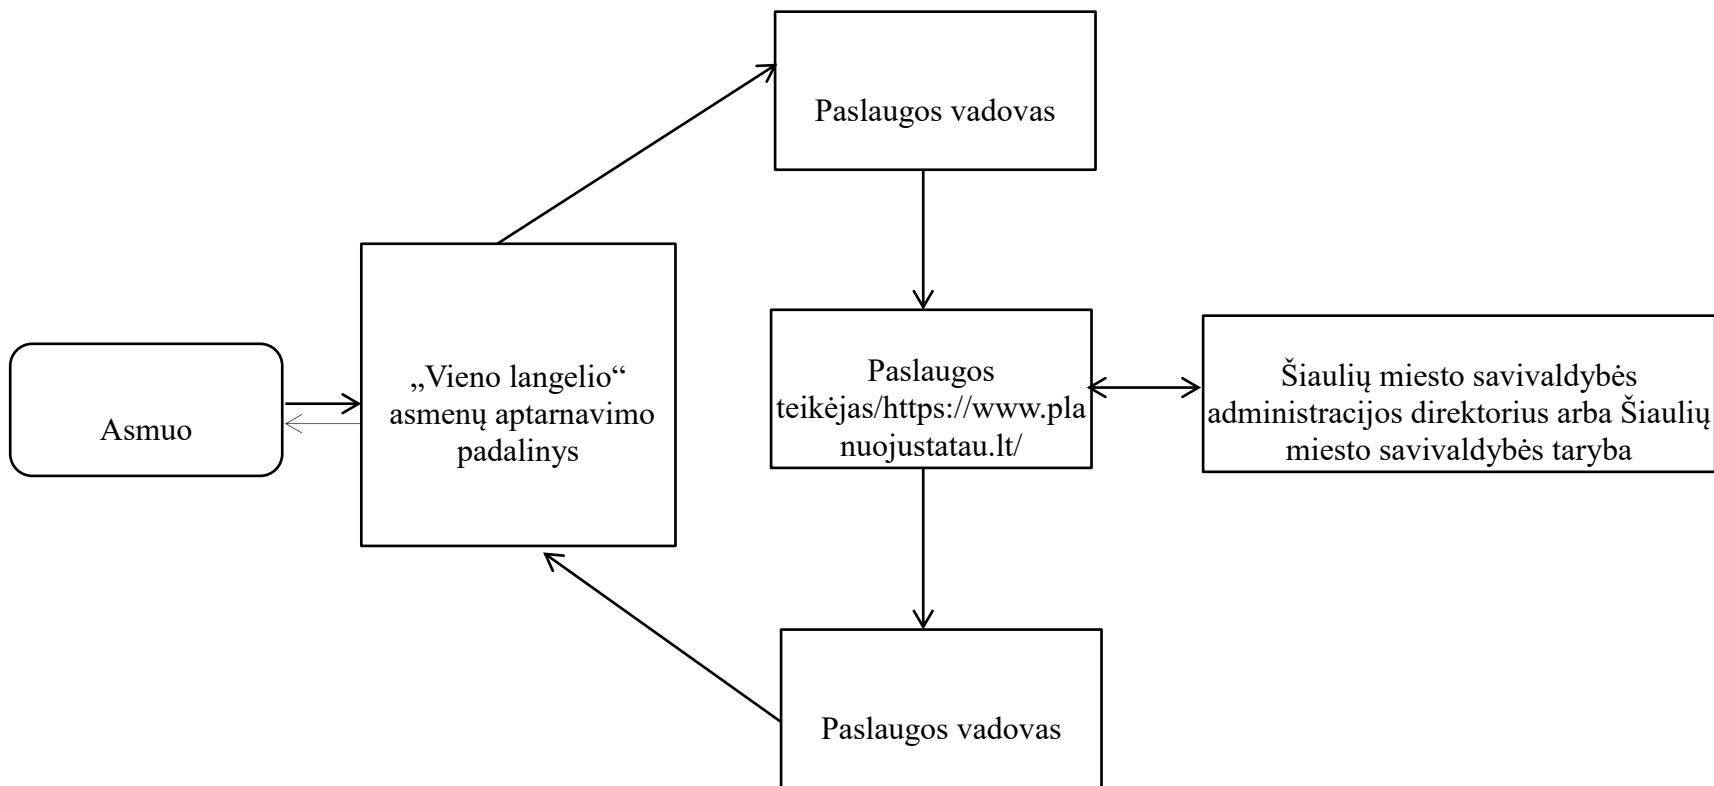 Paslaugos vadovas
Asmuo
„Vieno langelio“
asmenų aptarnavimo
padalinys
Paslaugos
teikėjas/https://www.pla
nuojustatau.lt/
Šiaulių miesto savivaldybės
administracijos direktorius arba Šiaulių
miesto savivaldybės taryba
Paslaugos vadovas